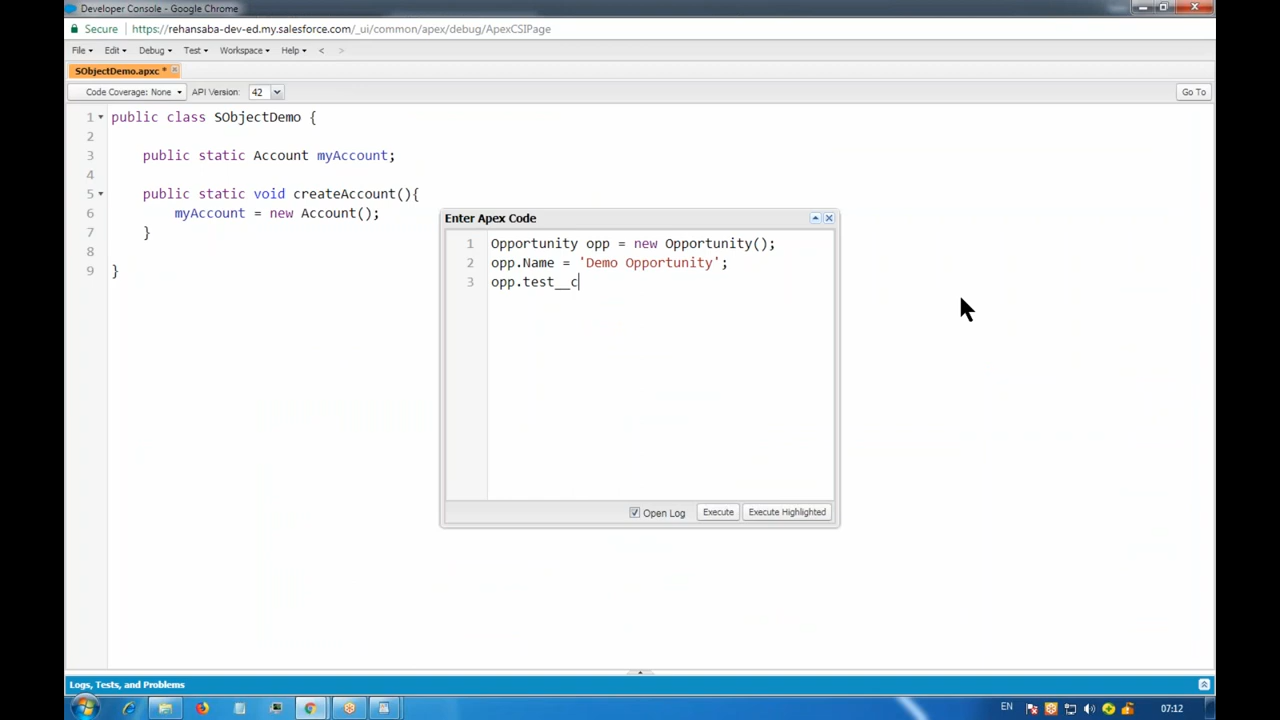 Developer Console - Google Chrome
Secure https://rehansaba-dev-ed.my.salesforce.com/_ui/common/apex/debug/ApexCSIPage
File Edit Debug Test Workspace Help < >
SObjectDemo.apxc *
Code Coverage: None API Version: 42 Go To
1 public class SObjectDemo {
2
3 public static Account myAccount;
4
5 public static void createAccount(){
6 myAccount = new Account();
7 }
8
9 }
Enter Apex Code
1 Opportunity opp = new Opportunity();
2 opp.Name = 'Demo Opportunity';
3 opp.test__c
Open Log Execute Execute Highlighted
Logs, Tests, and Problems
EN 07:12